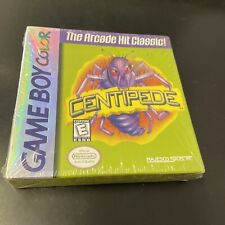 The Arcade Hit Classic!
GAME BOY COLOR
CENTIPEDE
E
Nintendo
MAJESCO